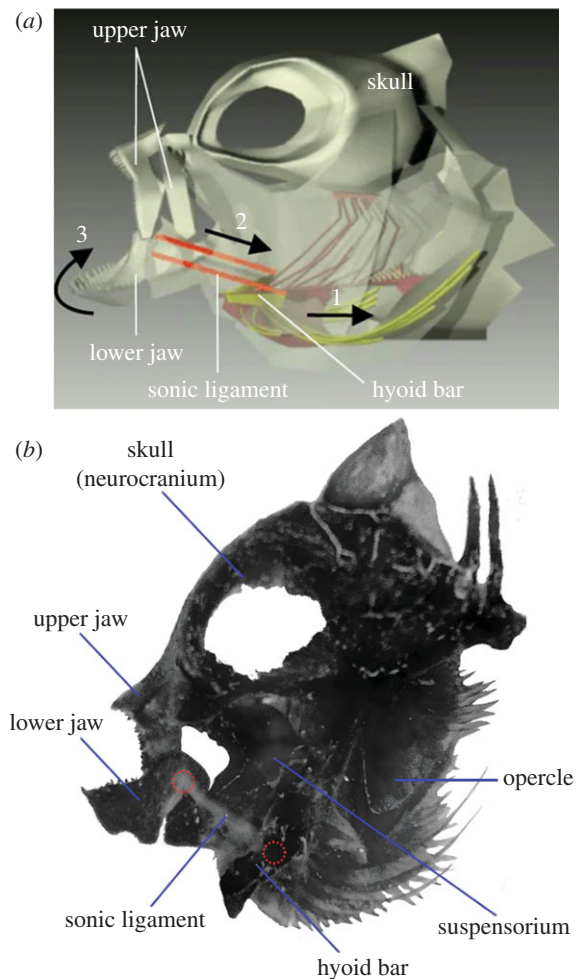 (a)
upper jaw
skull
3
2
1
lower jaw
sonic ligament
hyoid bar
(b)
skull
(neurocranium)
upper jaw
lower jaw
opercle
sonic ligament
suspensorium
hyoid bar